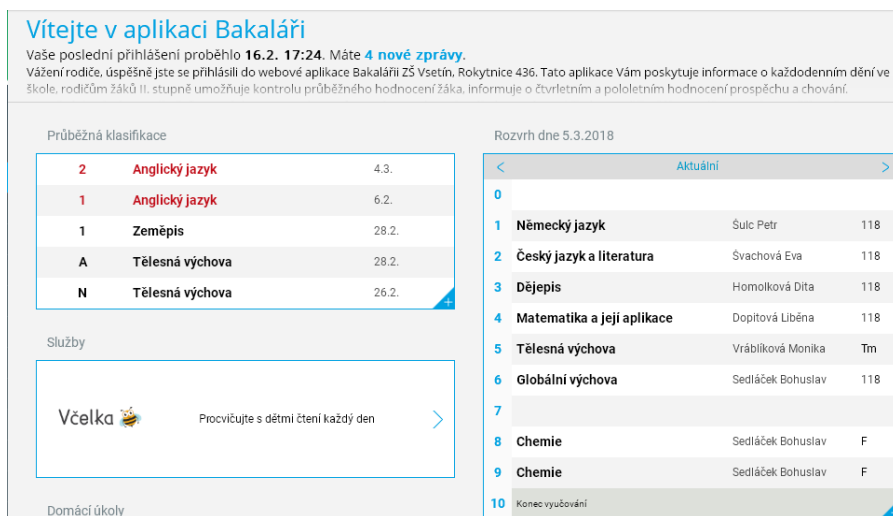 Vítejte v aplikaci Bakaláři
Vaše poslední přihlášení proběhlo 16.2. 17:24. Máte 4 nové zprávy.
Vážení rodiče, úspěšně jste se přihlásili do webové aplikace Bakalářii ZŠ Vsetín, Rokytnice 436. Tato aplikace Vám poskytuje informace o každodenním dění ve
škole, rodičům žáků II. stupně umožňuje kontrolu průběžného hodnocení žáka, informuje o čtvrletním a pololetním hodnocení prospěchu a chování.
Průběžná klasifikace
2 Anglický jazyk 4.3.
1 Anglický jazyk 6.2.
1 Zeměpis 28.2.
A Tělesná výchova 28.2.
N Tělesná výchova 26.2.
+
Služby
Včelka Procvičujte s dětmi čtení každý den >
Domácí úkoly
Rozvrh dne 5.3.2018
< Aktuální >
0
1 Německý jazyk Šulc Petr 118
2 Český jazyk a literatura Švachová Eva 118
3 Dějepis Homolková Dita 118
4 Matematika a její aplikace Dopitová Liběna 118
5 Tělesná výchova Vráblíková Monika Tm
6 Globální výchova Sedláček Bohuslav 118
7
8 Chemie Sedláček Bohuslav F
9 Chemie Sedláček Bohuslav F
10 Konec vyučování